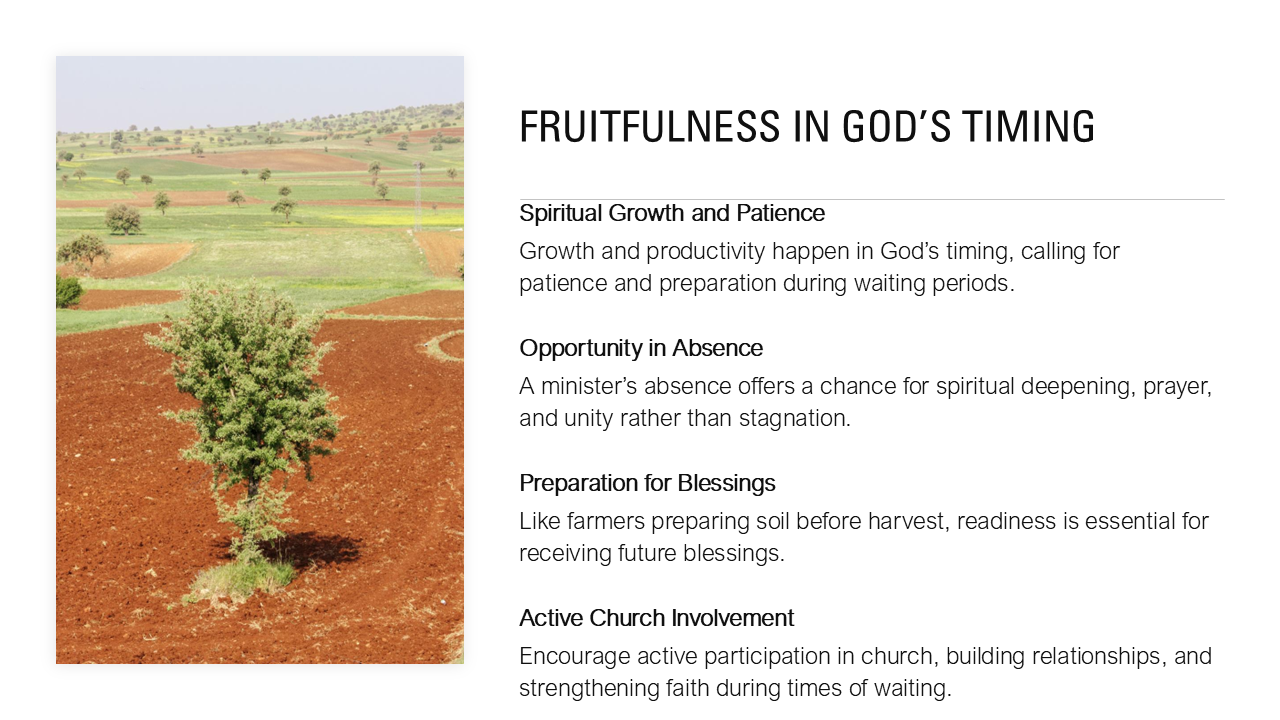 FRUITFULNESS IN GOD’S TIMING
Spiritual Growth and Patience
Growth and productivity happen in God’s timing, calling for
patience and preparation during waiting periods.
Opportunity in Absence
A minister’s absence offers a chance for spiritual deepening, prayer,
and unity rather than stagnation.
Preparation for Blessings
Like farmers preparing soil before harvest, readiness is essential for
receiving future blessings.
Active Church Involvement
Encourage active participation in church, building relationships, and
strengthening faith during times of waiting.